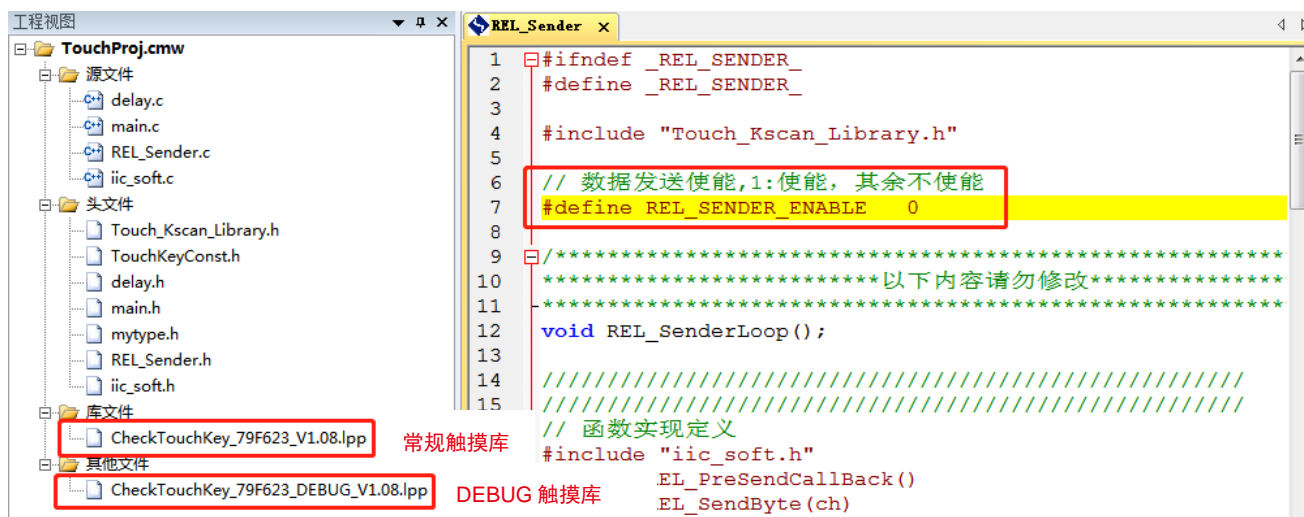 工程视图
TouchProj.cmw
源文件
delay.c
main.c
REL_Sender.c
iic_soft.c
头文件
Touch_Kscan_Library.h
TouchKeyConst.h
delay.h
main.h
mytype.h
REL_Sender.h
iic_soft.h
库文件
CheckTouchKey_79F623_V1.08.lpp
常规触摸库
其他文件
CheckTouchKey_79F623_DEBUG_V1.08.lpp
DEBUG 触摸库
REL_Sender
1 #ifndef _REL_SENDER_
2 #define _REL_SENDER_
3
4 #include "Touch_Kscan_Library.h"
5
6 // 数据发送使能,1:使能，其余不使能
7 #define REL_SENDER_ENABLE 0
8
9 /********************************************************
10 **************************以下内容请勿修改***************
11 *********************************************************
12 void REL_SenderLoop();
13
14 //////////////////////////////////////////////////////
15 //////////////////////////////////////////////////////
// 函数实现定义
#include "iic_soft.h"
EL_PreSendCallBack()
EL_SendByte(ch)